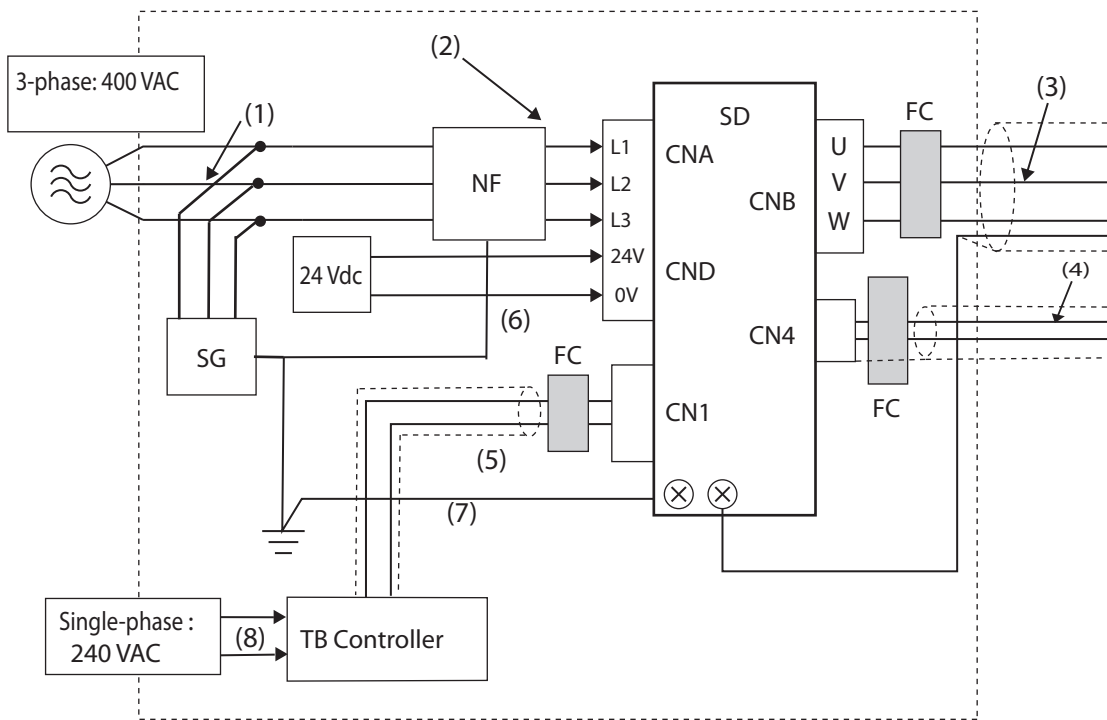 3-phase: 400 VAC
(1)
(2)
(3)
SD
FC
L1
CNA
U
NF
L2
V
CNB
L3
W
24 Vdc
24V
CND
(4)
0V
(6)
SG
CN4
FC
FC
CN1
(5)
(7)
Single-phase :
240 VAC
(8)
TB Controller